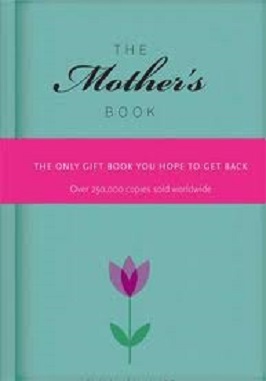 THE
Mother's
BOOK
THE ONLY GIFT BOOK YOU HOPE TO GET BACK
Over 250,000 copies sold worldwide